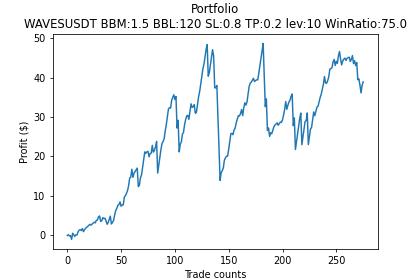 Portfolio
WAVESUSDT BBM:1.5 BBL:120 SL:0.8 TP:0.2 lev:10 WinRatio:75.0
50
40
30
20
10
0
Profit ($)
0 50 100 150 200 250
Trade counts